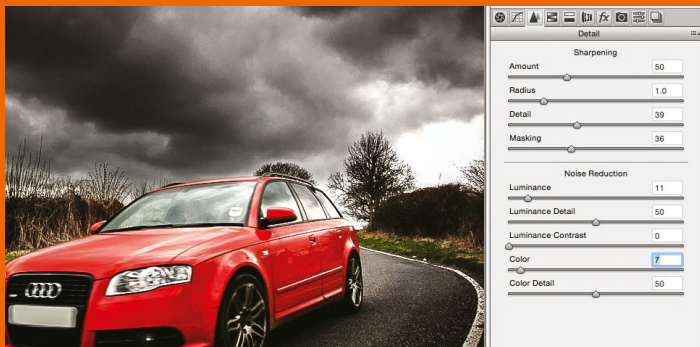 fx
Detail
Sharpening
Amount 50
Radius 1.0
Detail 39
Masking 36
Noise Reduction
Luminance 11
Luminance Detail 50
Luminance Contrast 0
Color 7
Color Detail 50